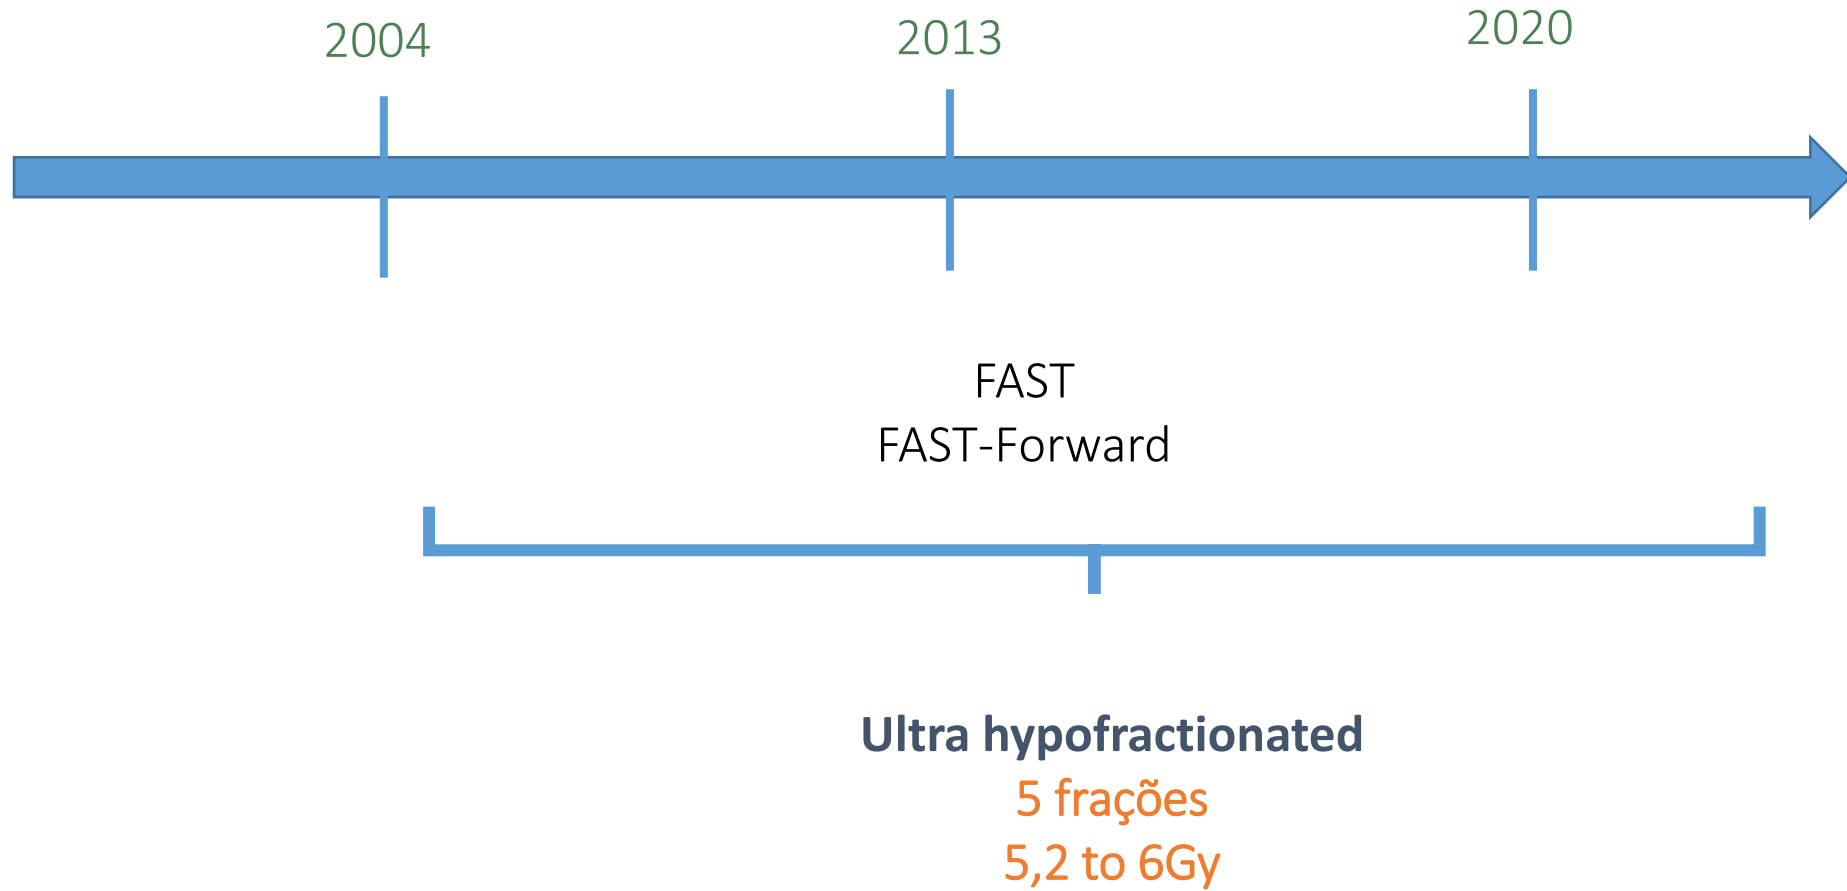 2004
2013
2020
FAST
FAST-Forward
Ultra hypofractionated
5 frações
5,2 to 6Gy